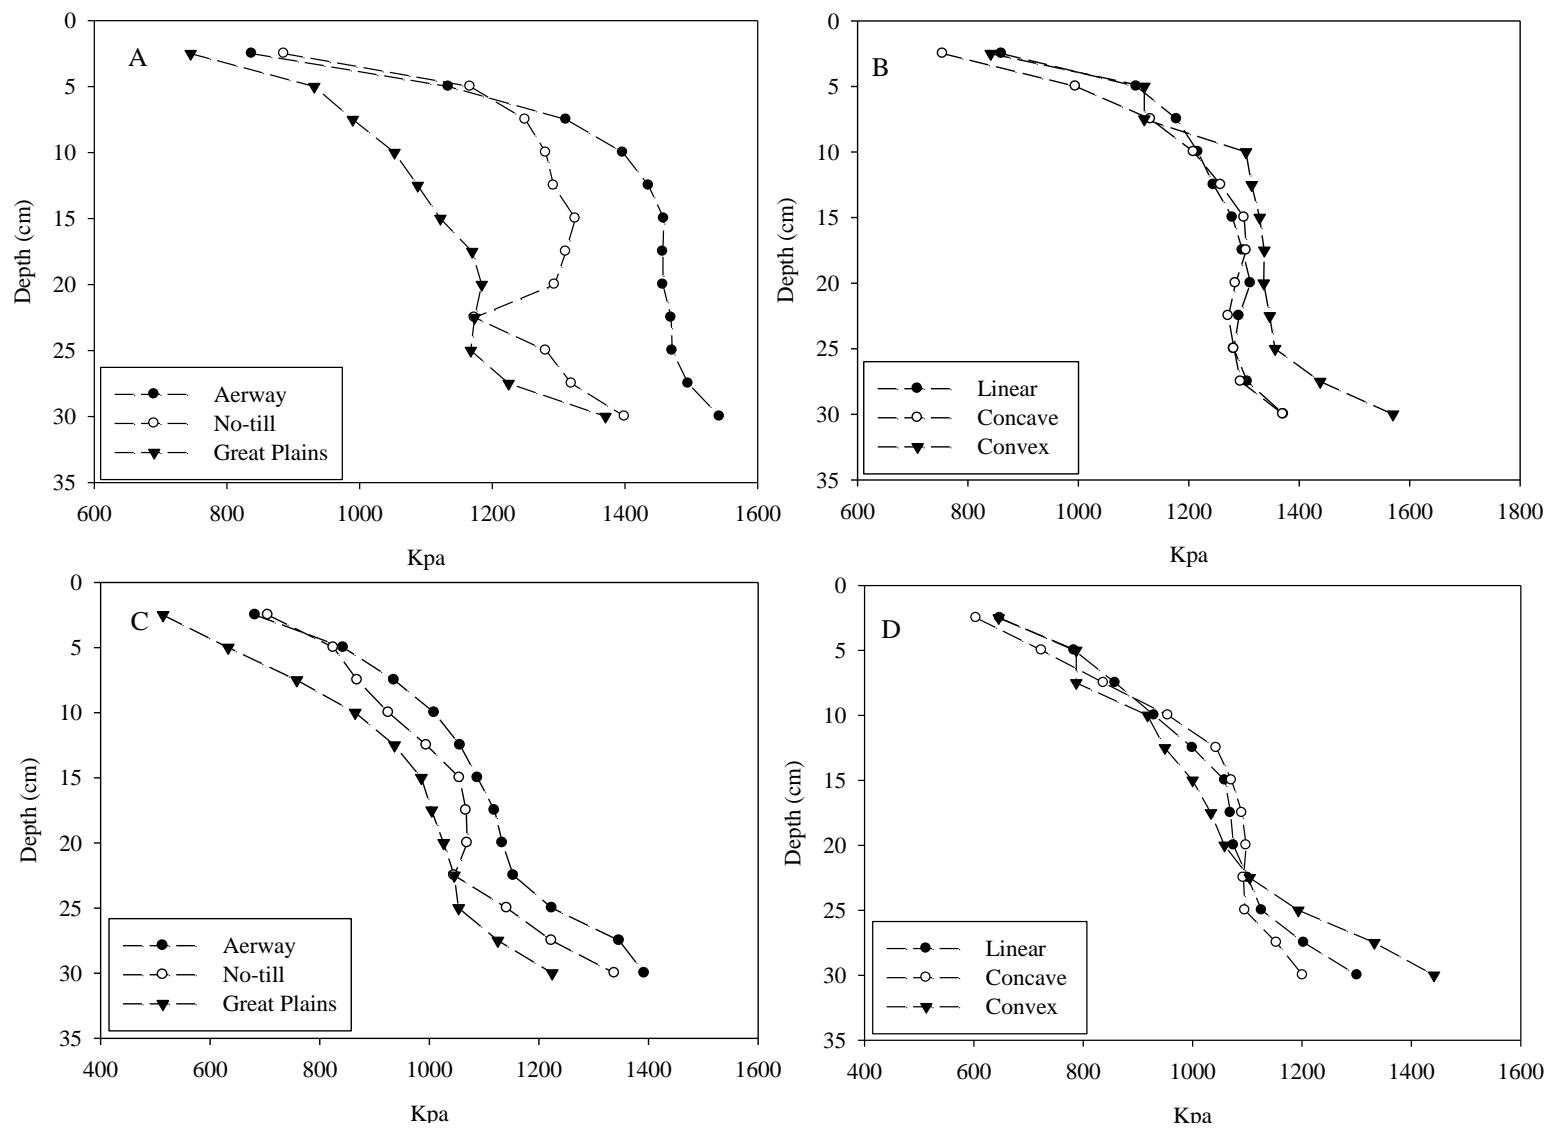 A
0
5
10
15
20
25
30
35
Depth (cm)
Aerway
No-till
Great Plains
600 800 1000 1200 1400 1600
Kpa
B
0
5
10
15
20
25
30
35
Depth (cm)
Linear
Concave
Convex
600 800 1000 1200 1400 1600 1800
Kpa
C
0
5
10
15
20
25
30
35
Depth (cm)
Aerway
No-till
Great Plains
400 600 800 1000 1200 1400 1600
Kpa
D
0
5
10
15
20
25
30
35
Depth (cm)
Linear
Concave
Convex
400 600 800 1000 1200 1400 1600
Kpa